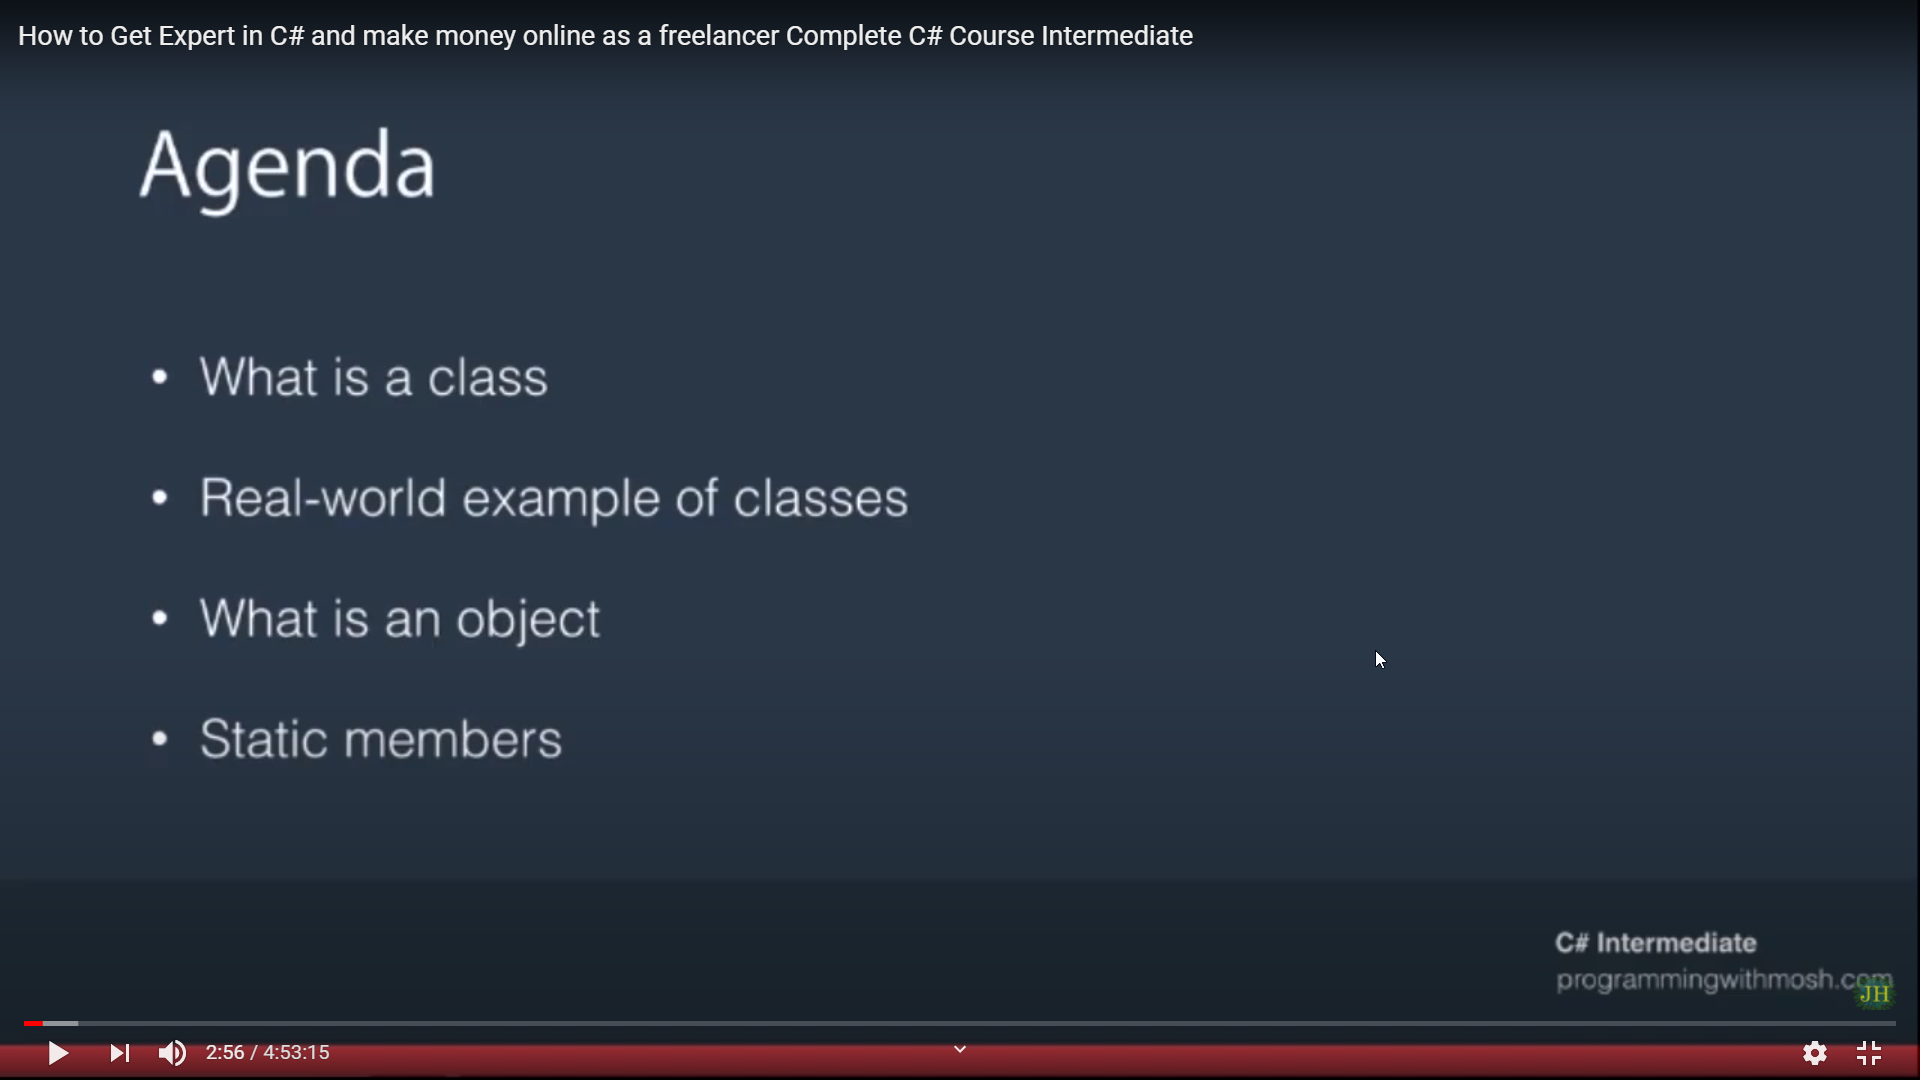 How to Get Expert in C# and make money online as a freelancer Complete C# Course Intermediate
Agenda
• What is a class
• Real-world example of classes
• What is an object
• Static members
C# Intermediate
programmingwithmosh.com
JH
2:56 / 4:53:15